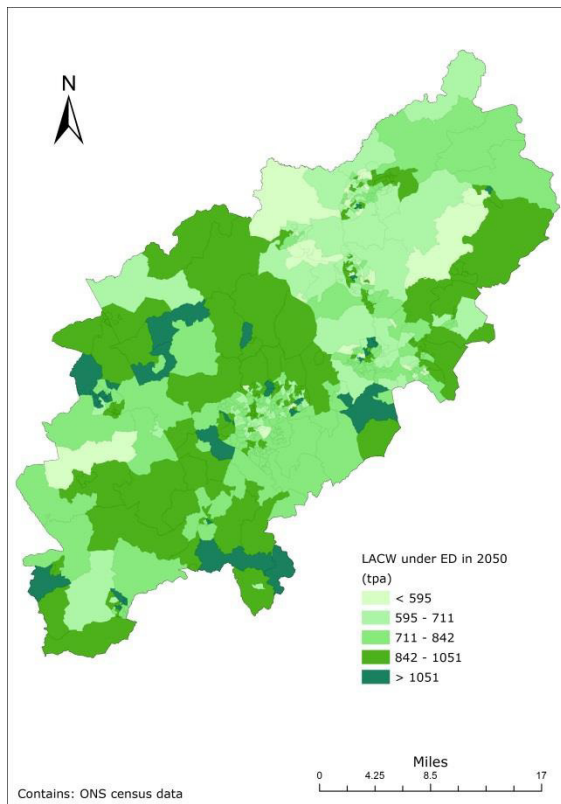 N
LACW under ED in 2050
(tpa)
< 595
595 - 711
711 - 842
842 - 1051
> 1051
Miles
0 4.25 8.5 17
Contains: ONS census data